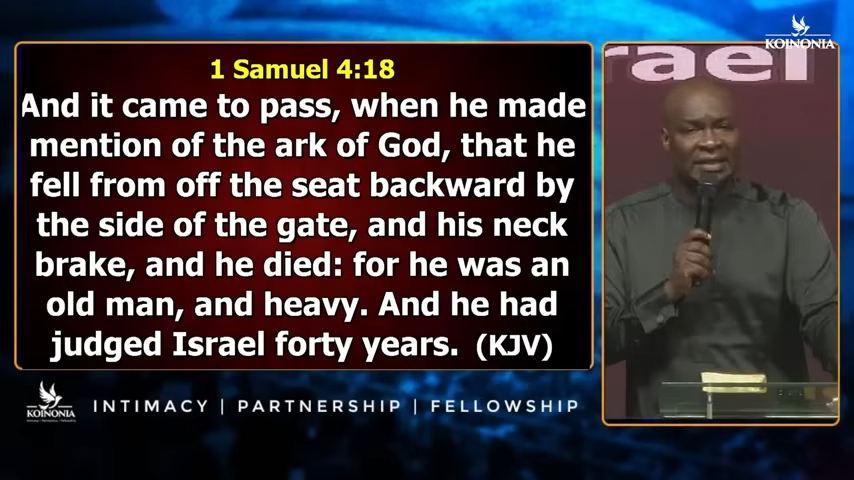 KOINONIA
rael
1 Samuel 4:18
And it came to pass, when he made
mention of the ark of God, that he
fell from off the seat backward by
the side of the gate, and his neck
brake, and he died: for he was an
old man, and heavy. And he had
judged Israel forty years. (KJV)
KOINONIA
INTIMACY | PARTNERSHIP | FELLOWSHIP